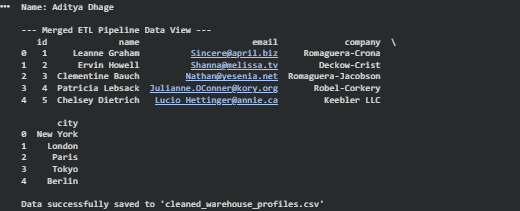 Name: Aditya Dhage
--- Merged ETL Pipeline Data View ---
id name email company \
0 1 Leanne Graham Sincere@april.biz Romaguera-Crona
1 2 Ervin Howell Shanna@melissa.tv Deckow-Crist
2 3 Clementine Bauch Nathan@yesenia.net Romaguera-Jacobson
3 4 Patricia Lebsack Julianne.OConner@kory.org Robel-Corkery
4 5 Chelsey Dietrich Lucio_Hettinger@annie.ca Keebler LLC
city
0 New York
1 London
2 Paris
3 Tokyo
4 Berlin
Data successfully saved to 'cleaned_warehouse_profiles.csv'